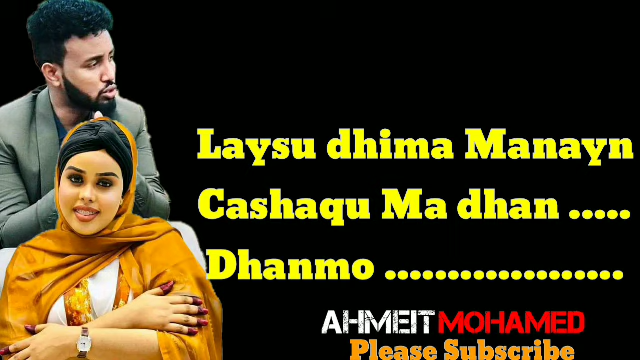 Laysu dhima Manayn
Cashaqu Ma dhan .....
Dhanmo ...................
AHMEIT MOHAMED
Please Subscribe